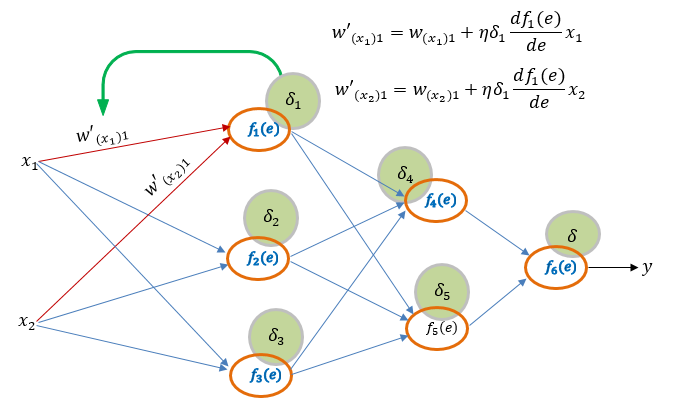 w′₍ₓ₁₎₁ = w₍ₓ₁₎₁ + ηδ₁ df₁(e)/de x₁
w′₍ₓ₂₎₁ = w₍ₓ₂₎₁ + ηδ₁ df₁(e)/de x₂
δ₁
f₁(e)
w′₍ₓ₁₎₁
x₁
w′₍ₓ₂₎₁
δ₄
f₄(e)
δ₂
f₂(e)
δ
f₆(e)
y
δ₅
f₅(e)
x₂
δ₃
f₃(e)